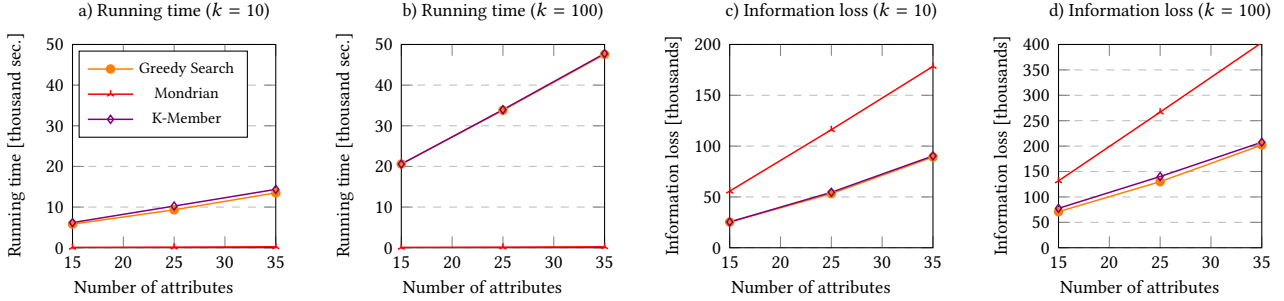 a) Running time (k = 10)
Running time [thousand sec.]
50
40
30
20
10
0
Greedy Search
Mondrian
K-Member
15 20 25 30 35
Number of attributes
b) Running time (k = 100)
Running time [thousand sec.]
50
40
30
20
10
0
15 20 25 30 35
Number of attributes
c) Information loss (k = 10)
Information loss [thousands]
200
150
100
50
0
15 20 25 30 35
Number of attributes
d) Information loss (k = 100)
Information loss [thousands]
400
350
300
250
200
150
100
50
0
15 20 25 30 35
Number of attributes